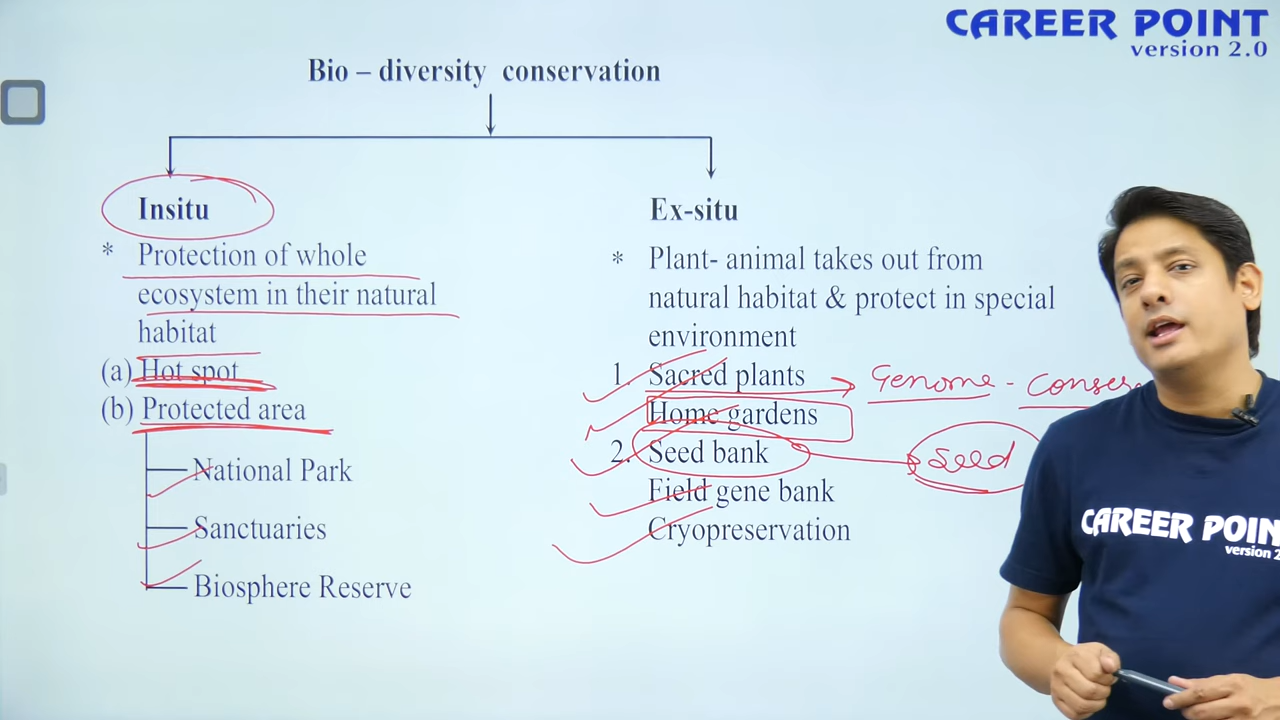 CAREER POINT
version 2.0
Bio – diversity conservation
Insitu
* Protection of whole
ecosystem in their natural
habitat
(a) Hot spot
(b) Protected area
National Park
Sanctuaries
Biosphere Reserve
Ex-situ
* Plant- animal takes out from
natural habitat & protect in special
environment
1. Sacred plants → Genome - Conser
Home gardens
2. Seed bank → Seed
Field gene bank
Cryopreservation
CAREER POIN
version 2